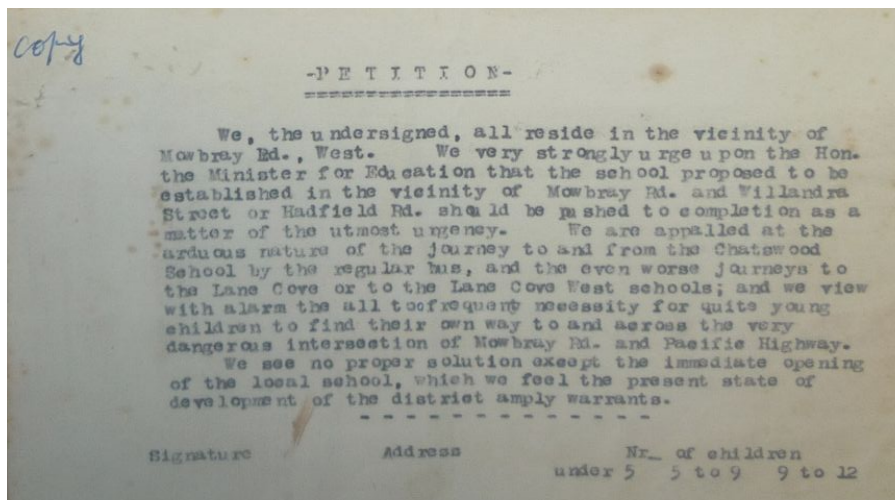 copy
-P E T I T I O N-
=================
We, the undersigned, all reside in the vicinity of
Mowbray Rd., West. We very strongly urge upon the Hon.
the Minister for Education that the school proposed to be
established in the vicinity of Mowbray Rd. and Willandra
Street or Hadfield Rd. should be pushed to completion as a
matter of the utmost urgency. We are appalled at the
arduous nature of the journey to and from the Chatswood
School by the regular bus, and the even worse journeys to
the Lane Cove or to the Lane Cove West schools; and we view
with alarm the all toofrequent necessity for quite young
children to find their own way to and across the very
dangerous intersection of Mowbray Rd. and Pacific Highway.
We see no proper solution except the immediate opening
of the local school, which we feel the present state of
development of the district amply warrants.
- - - - - - - - - - - - -
Signature Address Nr_ of children
under 5 5 to 9 9 to 12